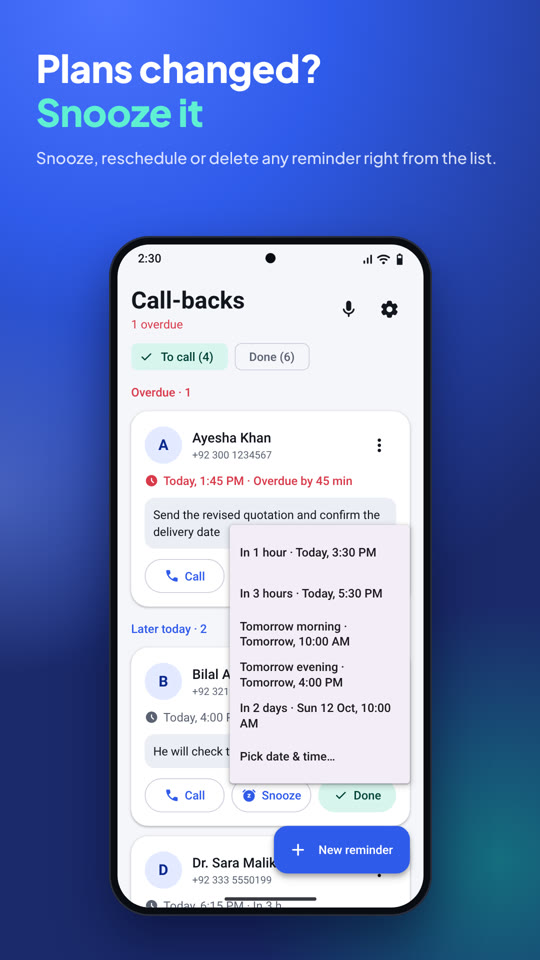 Plans changed?
Snooze it
Snooze, reschedule or delete any reminder right from the list.
2:30
Call-backs
1 overdue
To call (4)
Done (6)
Overdue · 1
A
Ayesha Khan
+92 300 1234567
Today, 1:45 PM · Overdue by 45 min
Send the revised quotation and confirm the
delivery date
Call
In 1 hour · Today, 3:30 PM
In 3 hours · Today, 5:30 PM
Tomorrow morning ·
Tomorrow, 10:00 AM
Tomorrow evening ·
Tomorrow, 4:00 PM
In 2 days · Sun 12 Oct, 10:00
AM
Pick date & time…
Later today · 2
B
Bilal A
+92 321
Today, 4:00
He will check
Call
Snooze
Done
New reminder
D
Dr. Sara Malik
+92 333 5550199
Today, 6:15 PM · In 3 h